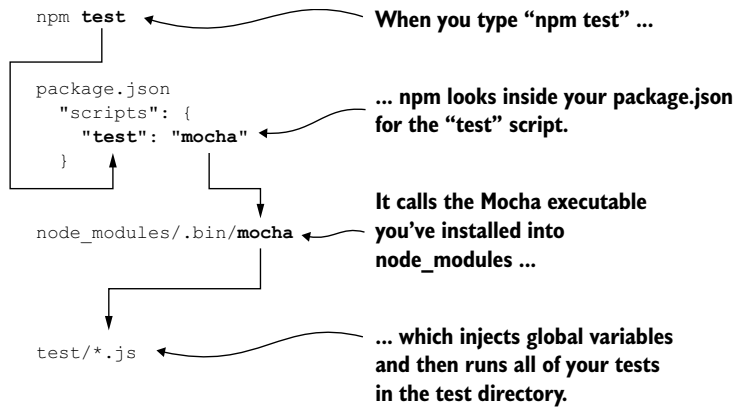 npm test
When you type “npm test” ...
package.json
"scripts": {
"test": "mocha"
}
... npm looks inside your package.json
for the “test” script.
node_modules/.bin/mocha
It calls the Mocha executable
you’ve installed into
node_modules ...
test/*.js
... which injects global variables
and then runs all of your tests
in the test directory.